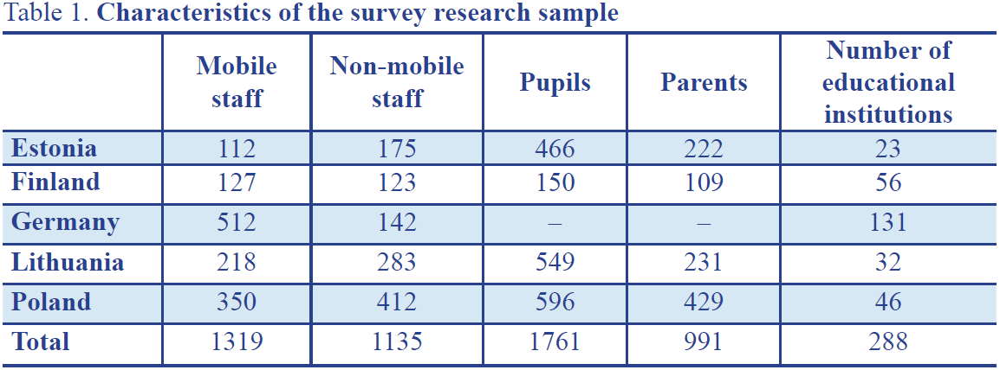 Table 1. Characteristics of the survey research sample
Mobile staff Non-mobile staff Pupils Parents Number of educational institutions
Estonia 112 175 466 222 23
Finland 127 123 150 109 56
Germany 512 142 – – 131
Lithuania 218 283 549 231 32
Poland 350 412 596 429 46
Total 1319 1135 1761 991 288